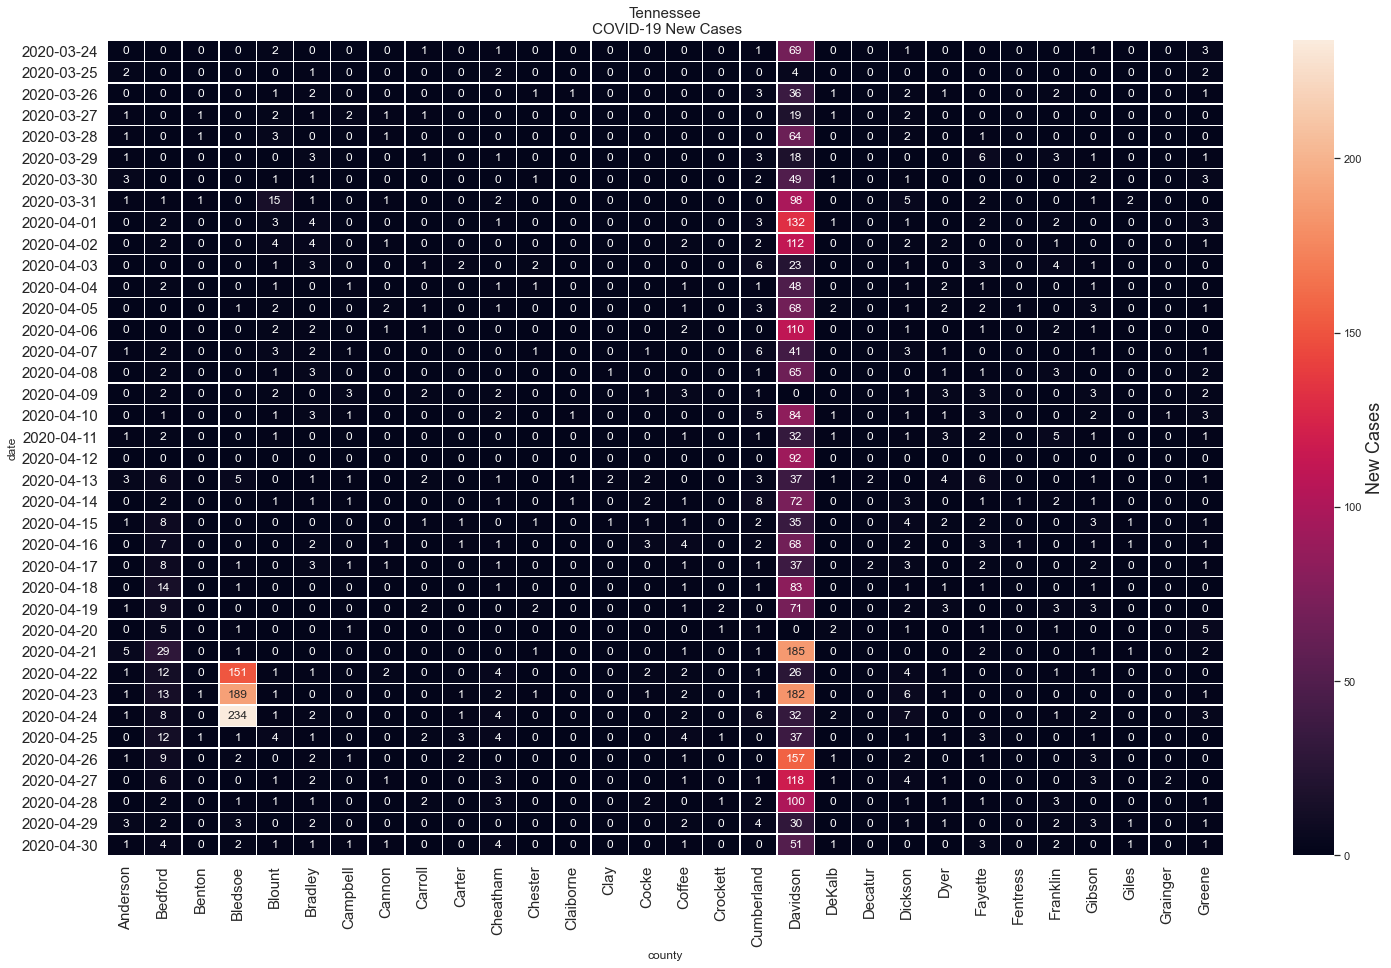 Tennessee
COVID-19 New Cases
2020-03-24 0 0 0 0 2 0 0 0 1 0 1 0 0 0 0 0 0 1 69 0 0 1 0 0 0 0 1 0 0 3
2020-03-25 2 0 0 0 0 1 0 0 0 0 2 0 0 0 0 0 0 0 4 0 0 0 0 0 0 0 0 0 0 2
2020-03-26 0 0 0 0 1 2 0 0 0 0 0 1 1 0 0 0 0 3 36 1 0 2 1 0 0 2 0 0 0 1
2020-03-27 1 0 1 0 2 1 2 1 1 0 0 0 0 0 0 0 0 0 19 1 0 2 0 0 0 0 0 0 0 0
2020-03-28 1 0 1 0 3 0 0 1 0 0 0 0 0 0 0 0 0 0 64 0 0 2 0 1 0 0 0 0 0 0
2020-03-29 1 0 0 0 0 3 0 0 1 0 1 0 0 0 0 0 0 3 18 0 0 0 0 6 0 3 1 0 0 1
2020-03-30 3 0 0 0 1 1 0 0 0 0 0 1 0 0 0 0 0 2 49 1 0 1 0 0 0 0 2 0 0 3
2020-03-31 1 1 1 0 15 1 0 1 0 0 2 0 0 0 0 0 0 0 98 0 0 5 0 2 0 0 1 2 0 0
2020-04-01 0 2 0 0 3 4 0 0 0 0 1 0 0 0 0 0 0 3 132 1 0 1 0 2 0 2 0 0 0 3
2020-04-02 0 2 0 0 4 4 0 1 0 0 0 0 0 0 0 2 0 2 112 0 0 2 2 0 0 1 0 0 0 1
2020-04-03 0 0 0 0 1 3 0 0 1 2 0 2 0 0 0 0 0 6 23 0 0 1 0 3 0 4 1 0 0 0
2020-04-04 0 2 0 0 1 0 1 0 0 0 1 1 0 0 0 1 0 1 48 0 0 1 2 1 0 0 1 0 0 0
2020-04-05 0 0 0 1 2 0 0 2 1 0 1 0 0 0 0 1 0 3 68 2 0 1 2 2 1 0 3 0 0 1
2020-04-06 0 0 0 0 2 2 0 1 1 0 0 0 0 0 0 2 0 0 110 0 0 1 0 1 0 2 1 0 0 0
2020-04-07 1 2 0 0 3 2 1 0 0 0 0 1 0 0 1 0 0 6 41 0 0 3 1 0 0 0 1 0 0 1
2020-04-08 0 2 0 0 1 3 0 0 0 0 0 0 0 1 0 0 0 1 65 0 0 0 1 1 0 3 0 0 0 2
2020-04-09 0 2 0 0 2 0 3 0 2 0 2 0 0 0 1 3 0 1 0 0 0 1 3 3 0 0 3 0 0 2
2020-04-10 0 1 0 0 1 3 1 0 0 0 2 0 1 0 0 0 0 5 84 1 0 1 1 3 0 0 2 0 1 3
2020-04-11 1 2 0 0 1 0 0 0 0 0 0 0 0 0 0 1 0 1 32 1 0 1 3 2 0 5 1 0 0 1
2020-04-12 0 0 0 0 0 0 0 0 0 0 0 0 0 0 0 0 0 0 92 0 0 0 0 0 0 0 0 0 0 0
2020-04-13 3 6 0 5 0 1 1 0 2 0 1 0 1 2 2 0 0 3 37 1 2 0 4 6 0 0 1 0 0 1
2020-04-14 0 2 0 0 1 1 1 0 0 0 1 0 1 0 2 1 0 8 72 0 0 3 0 1 1 2 1 0 0 0
2020-04-15 1 8 0 0 0 0 0 0 1 1 0 1 0 1 1 1 0 2 35 0 0 4 2 2 0 0 3 1 0 1
2020-04-16 0 7 0 0 0 2 0 1 0 1 1 0 0 0 3 4 0 2 68 0 0 2 0 3 1 0 1 1 0 1
2020-04-17 0 8 0 1 0 3 1 1 0 0 1 0 0 0 0 1 0 1 37 0 2 3 0 2 0 0 2 0 0 1
2020-04-18 0 14 0 1 0 0 0 0 0 0 1 0 0 0 0 1 0 0 83 0 0 1 1 1 0 0 1 0 0 0
2020-04-19 1 9 0 0 0 0 0 0 2 0 0 2 0 0 0 1 2 0 71 0 0 2 3 0 0 3 3 0 0 0
2020-04-20 0 5 0 1 0 0 1 0 0 0 0 0 0 0 0 0 1 1 0 2 0 1 0 1 0 1 0 0 0 5
2020-04-21 5 29 0 1 0 0 0 0 0 0 0 1 0 0 0 1 0 1 185 0 0 0 0 2 0 0 1 1 0 2
2020-04-22 1 12 0 151 1 1 0 2 0 0 4 0 0 0 2 2 0 1 26 0 0 4 1 0 0 1 1 0 0 0
2020-04-23 1 13 1 189 1 0 0 0 0 1 2 1 0 0 1 2 0 1 182 0 0 6 1 0 0 0 0 0 0 1
2020-04-24 1 8 0 234 1 2 0 0 0 1 4 0 0 0 0 2 0 6 32 2 0 7 0 0 0 1 2 0 0 3
2020-04-25 0 12 1 1 4 1 0 0 2 3 4 0 0 0 0 4 1 0 37 0 0 1 1 3 0 0 1 0 0 0
2020-04-26 1 9 0 2 0 2 1 0 0 2 0 0 0 0 0 1 0 0 157 1 0 2 0 1 0 0 3 0 0 0
2020-04-27 1 6 0 0 1 2 0 1 0 0 3 0 0 0 0 1 0 1 118 1 0 4 1 0 0 0 3 0 2 0
2020-04-28 0 2 0 1 1 1 0 0 2 0 3 0 0 0 2 0 1 2 100 0 0 1 1 1 0 3 0 0 0 1
2020-04-29 3 2 0 3 0 2 0 0 0 0 0 0 0 0 0 2 0 4 30 0 0 1 1 0 0 2 3 1 0 1
2020-04-30 1 4 0 2 1 1 1 1 0 0 4 0 0 0 0 1 0 0 51 1 0 0 0 3 0 2 0 1 0 1
date
Anderson Bedford Benton Bledsoe Blount Bradley Campbell Cannon Carroll Carter Cheatham Chester Claiborne Clay Cocke Coffee Crockett Cumberland Davidson DeKalb Decatur Dickson Dyer Fayette Fentress Franklin Gibson Giles Grainger Greene
county
200
150
100
50
0
New Cases